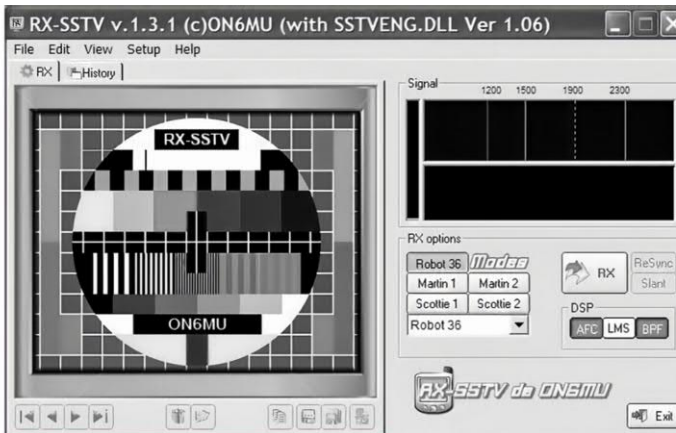 RX-SSTV v.1.3.1 (c)ON6MU (with SSTVENG.DLL Ver 1.06)
File Edit View Setup Help
RX History
RX-SSTV
ON6MU
Signal
1200 1500 1900 2300
RX options
Robot 36 Modes
Martin 1 Martin 2
Scottie 1 Scottie 2
Robot 36
RX
ReSync
Slant
DSP
AFC LMS BPF
RX-SSTV de ON6MU
Exit